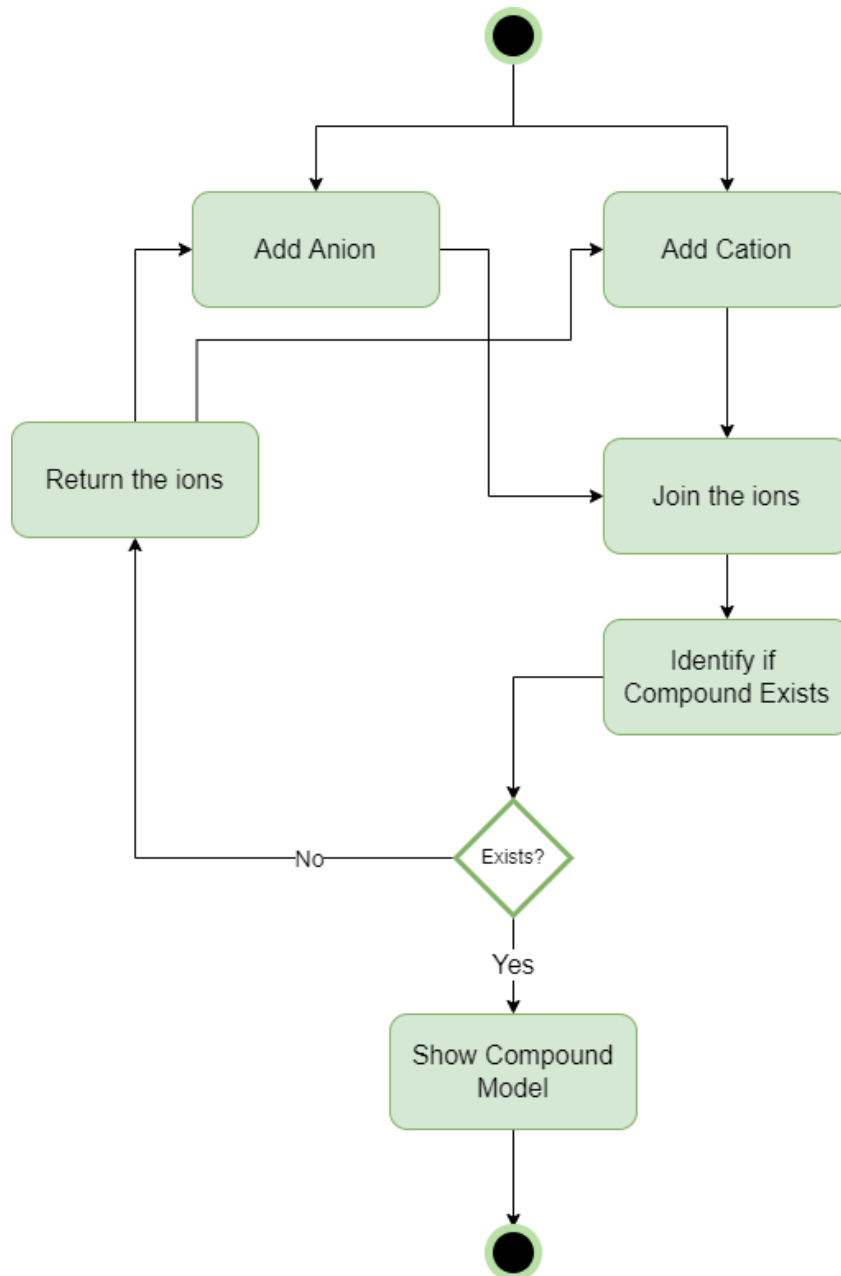 Add Anion
Add Cation
Return the ions
Join the ions
Identify if
Compound Exists
Exists?
No
Yes
Show Compound
Model